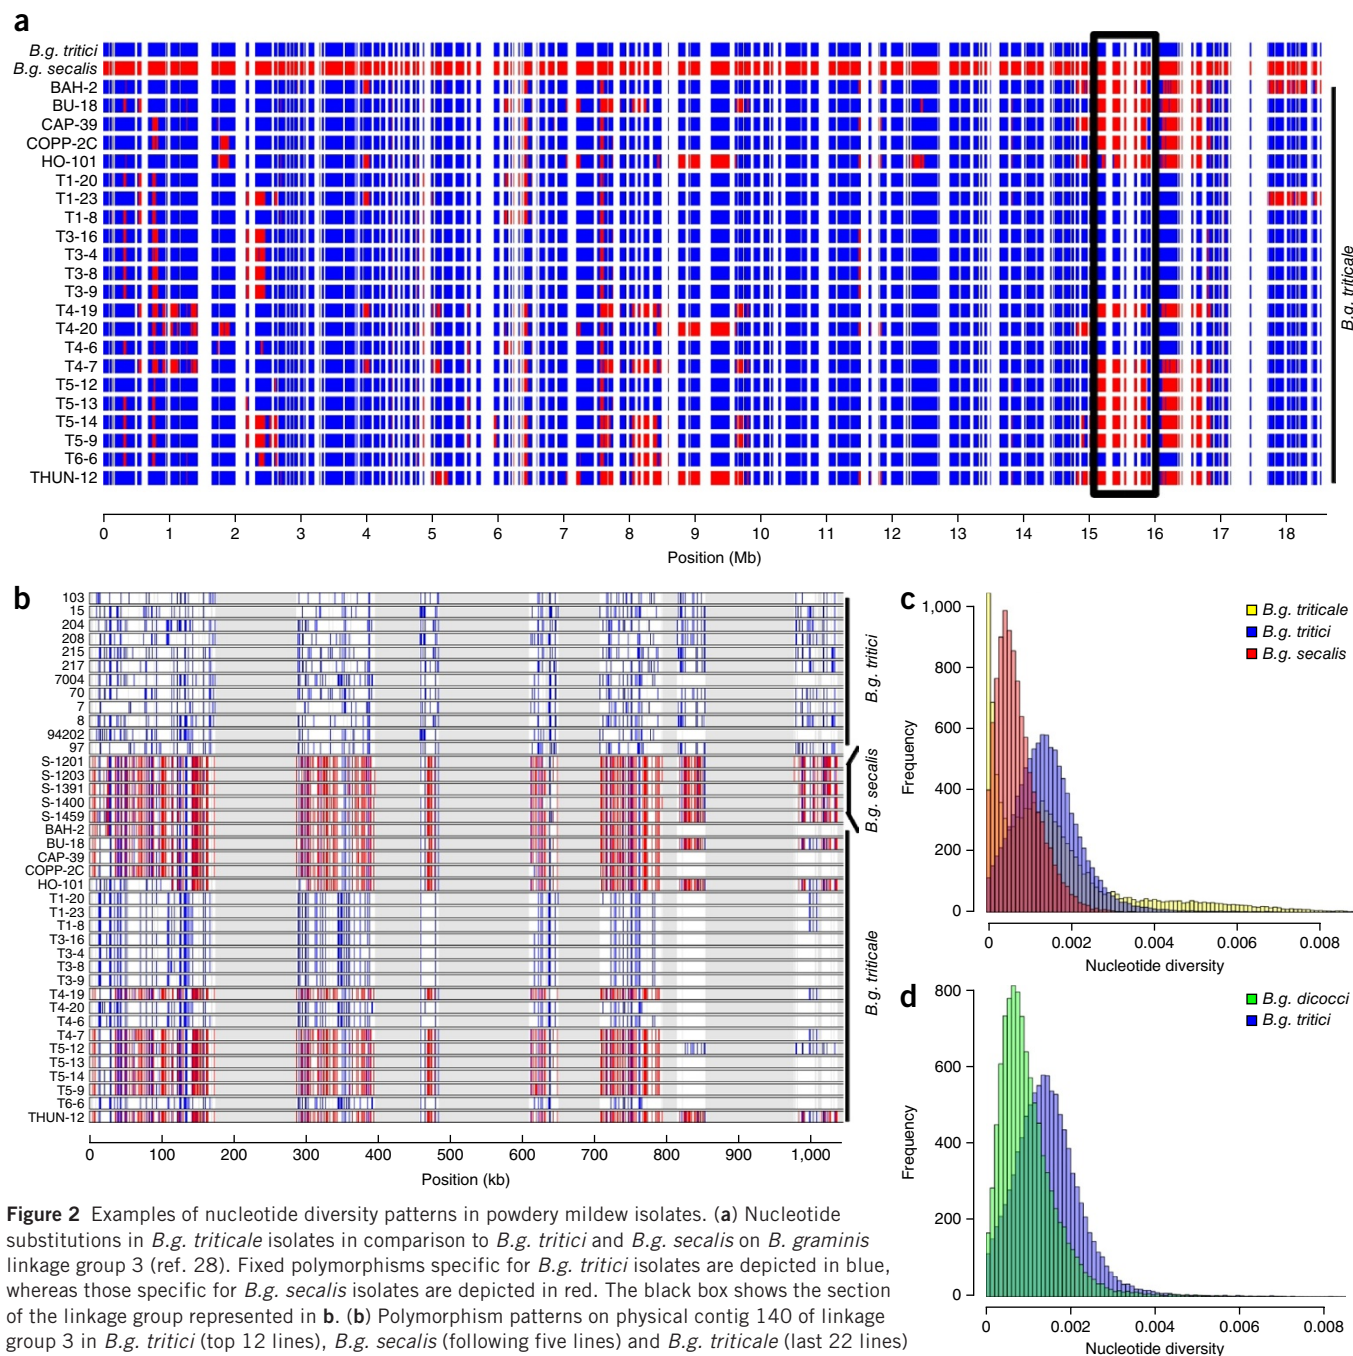 a
B.g. tritici
B.g. secalis
BAH-2
BU-18
CAP-39
COPP-2C
HO-101
T1-20
T1-23
T1-8
T3-16
T3-4
T3-8
T3-9
T4-19
T4-20
T4-6
T4-7
T5-12
T5-13
T5-14
T5-9
T6-6
THUN-12
B.g. triticale
0 1 2 3 4 5 6 7 8 9 10 11 12 13 14 15 16 17 18
Position (Mb)
b
103
15
204
208
215
217
7004
70
7
8
94202
97
S-1201
S-1203
S-1391
S-1400
S-1459
BAH-2
BU-18
CAP-39
COPP-2C
HO-101
T1-20
T1-23
T1-8
T3-16
T3-4
T3-8
T3-9
T4-19
T4-20
T4-6
T4-7
T5-12
T5-13
T5-14
T5-9
T6-6
THUN-12
B.g. tritici
B.g. secalis
B.g. triticale
0 100 200 300 400 500 600 700 800 900 1,000
Position (kb)
c
B.g. triticale
B.g. tritici
B.g. secalis
1,000
800
600
400
200
0
Frequency
0 0.002 0.004 0.006 0.008
Nucleotide diversity
d
B.g. dicocci
B.g. tritici
800
600
400
200
0
Frequency
0 0.002 0.004 0.006 0.008
Nucleotide diversity
Figure 2 Examples of nucleotide diversity patterns in powdery mildew isolates. (a) Nucleotide
substitutions in B.g. triticale isolates in comparison to B.g. tritici and B.g. secalis on B. graminis
linkage group 3 (ref. 28). Fixed polymorphisms specific for B.g. tritici isolates are depicted in blue,
whereas those specific for B.g. secalis isolates are depicted in red. The black box shows the section
of the linkage group represented in b. (b) Polymorphism patterns on physical contig 140 of linkage
group 3 in B.g. tritici (top 12 lines), B.g. secalis (following five lines) and B.g. triticale (last 22 lines)